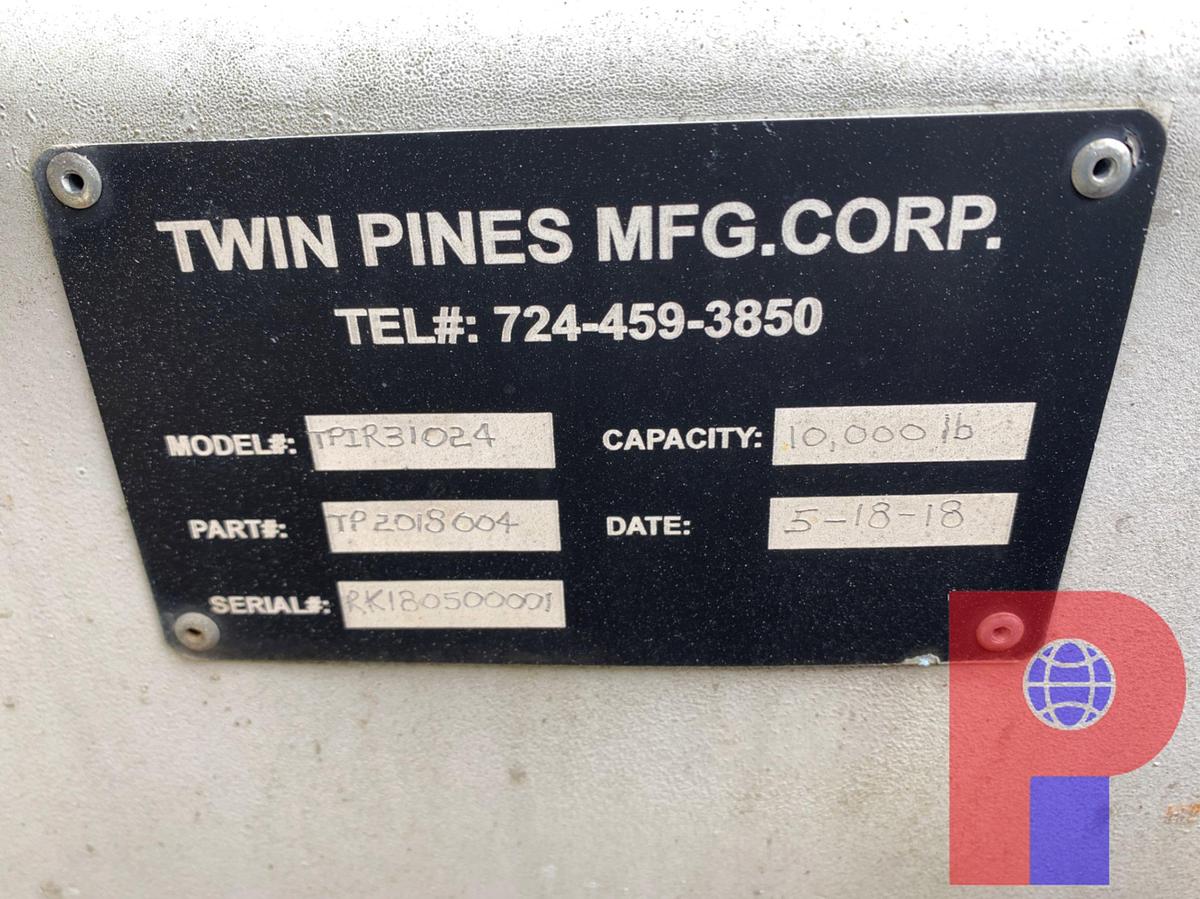 TWIN PINES MFG.CORP.
TEL#: 724-459-3850
MODEL#: TPIR31024 CAPACITY: 10,000 lb
PART#: TP2018004 DATE: 5-18-18
SERIAL#: RK180500001